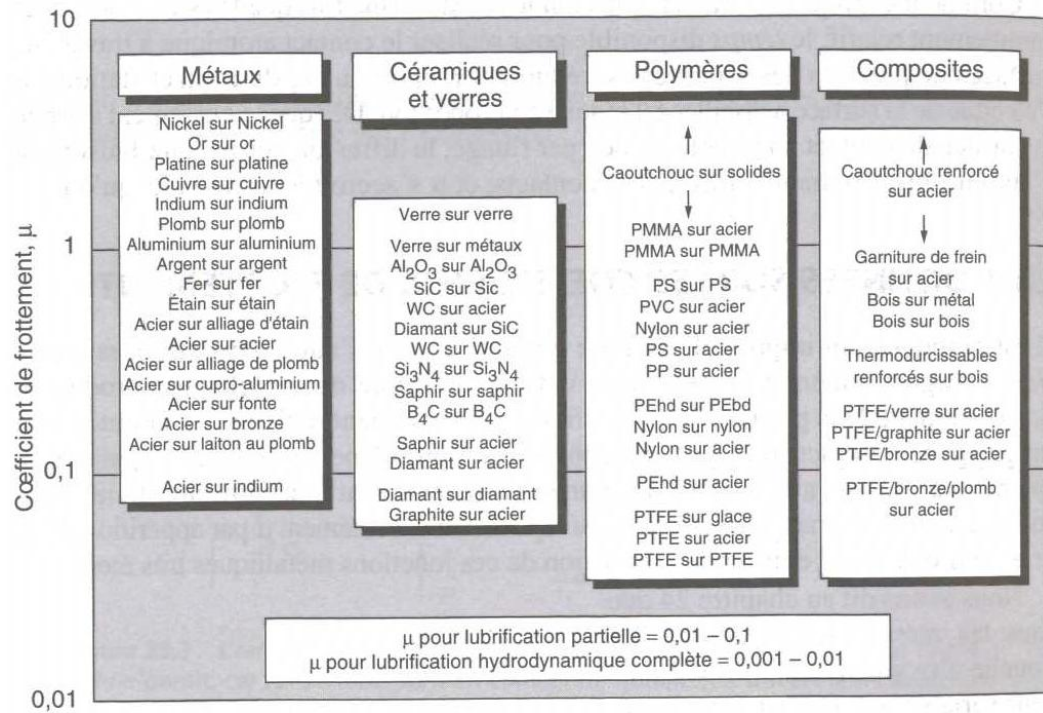 10
1
0,1
0,01
Cœfficient de frottement, μ
Métaux
Nickel sur Nickel
Or sur or
Platine sur platine
Cuivre sur cuivre
Indium sur indium
Plomb sur plomb
Aluminium sur aluminium
Argent sur argent
Fer sur fer
Étain sur étain
Acier sur alliage d'étain
Acier sur acier
Acier sur alliage de plomb
Acier sur cupro-aluminium
Acier sur fonte
Acier sur bronze
Acier sur laiton au plomb
Acier sur indium
Céramiques
et verres
Verre sur verre
Verre sur métaux
Al2O3 sur Al2O3
SiC sur Sic
WC sur acier
Diamant sur SiC
WC sur WC
Si3N4 sur Si3N4
Saphir sur saphir
B4C sur B4C
Saphir sur acier
Diamant sur acier
Diamant sur diamant
Graphite sur acier
Polymères
Caoutchouc sur solides
PMMA sur acier
PMMA sur PMMA
PS sur PS
PVC sur acier
Nylon sur acier
PS sur acier
PP sur acier
PEhd sur PEbd
Nylon sur nylon
Nylon sur acier
PEhd sur acier
PTFE sur glace
PTFE sur acier
PTFE sur PTFE
Composites
Caoutchouc renforcé
sur acier
Garniture de frein
sur acier
Bois sur métal
Bois sur bois
Thermodurcissables
renforcés sur bois
PTFE/verre sur acier
PTFE/graphite sur acier
PTFE/bronze sur acier
PTFE/bronze/plomb
sur acier
μ pour lubrification partielle = 0,01 – 0,1
μ pour lubrification hydrodynamique complète = 0,001 – 0,01